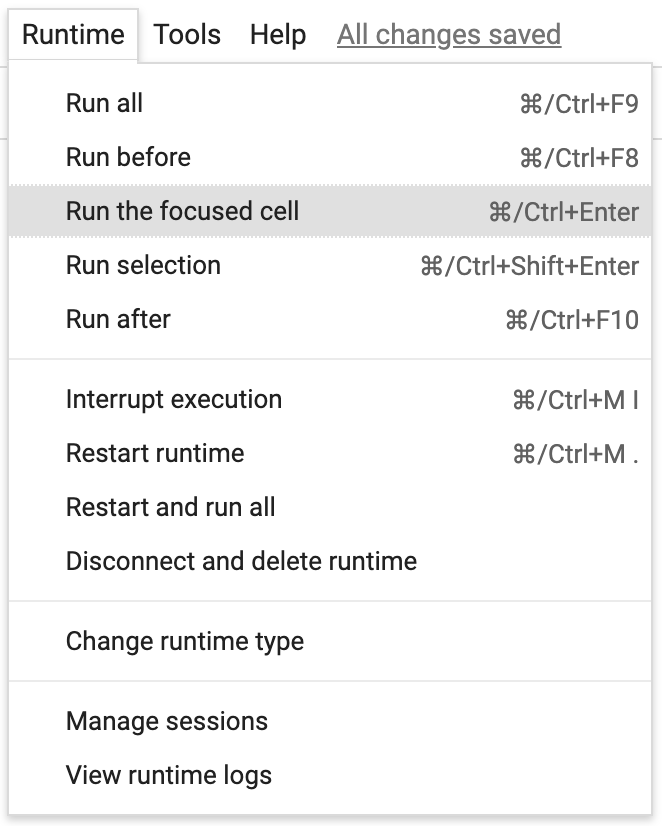 Runtime Tools Help All changes saved
Run all ⌘/Ctrl+F9
Run before ⌘/Ctrl+F8
Run the focused cell ⌘/Ctrl+Enter
Run selection ⌘/Ctrl+Shift+Enter
Run after ⌘/Ctrl+F10
Interrupt execution ⌘/Ctrl+M I
Restart runtime ⌘/Ctrl+M .
Restart and run all
Disconnect and delete runtime
Change runtime type
Manage sessions
View runtime logs